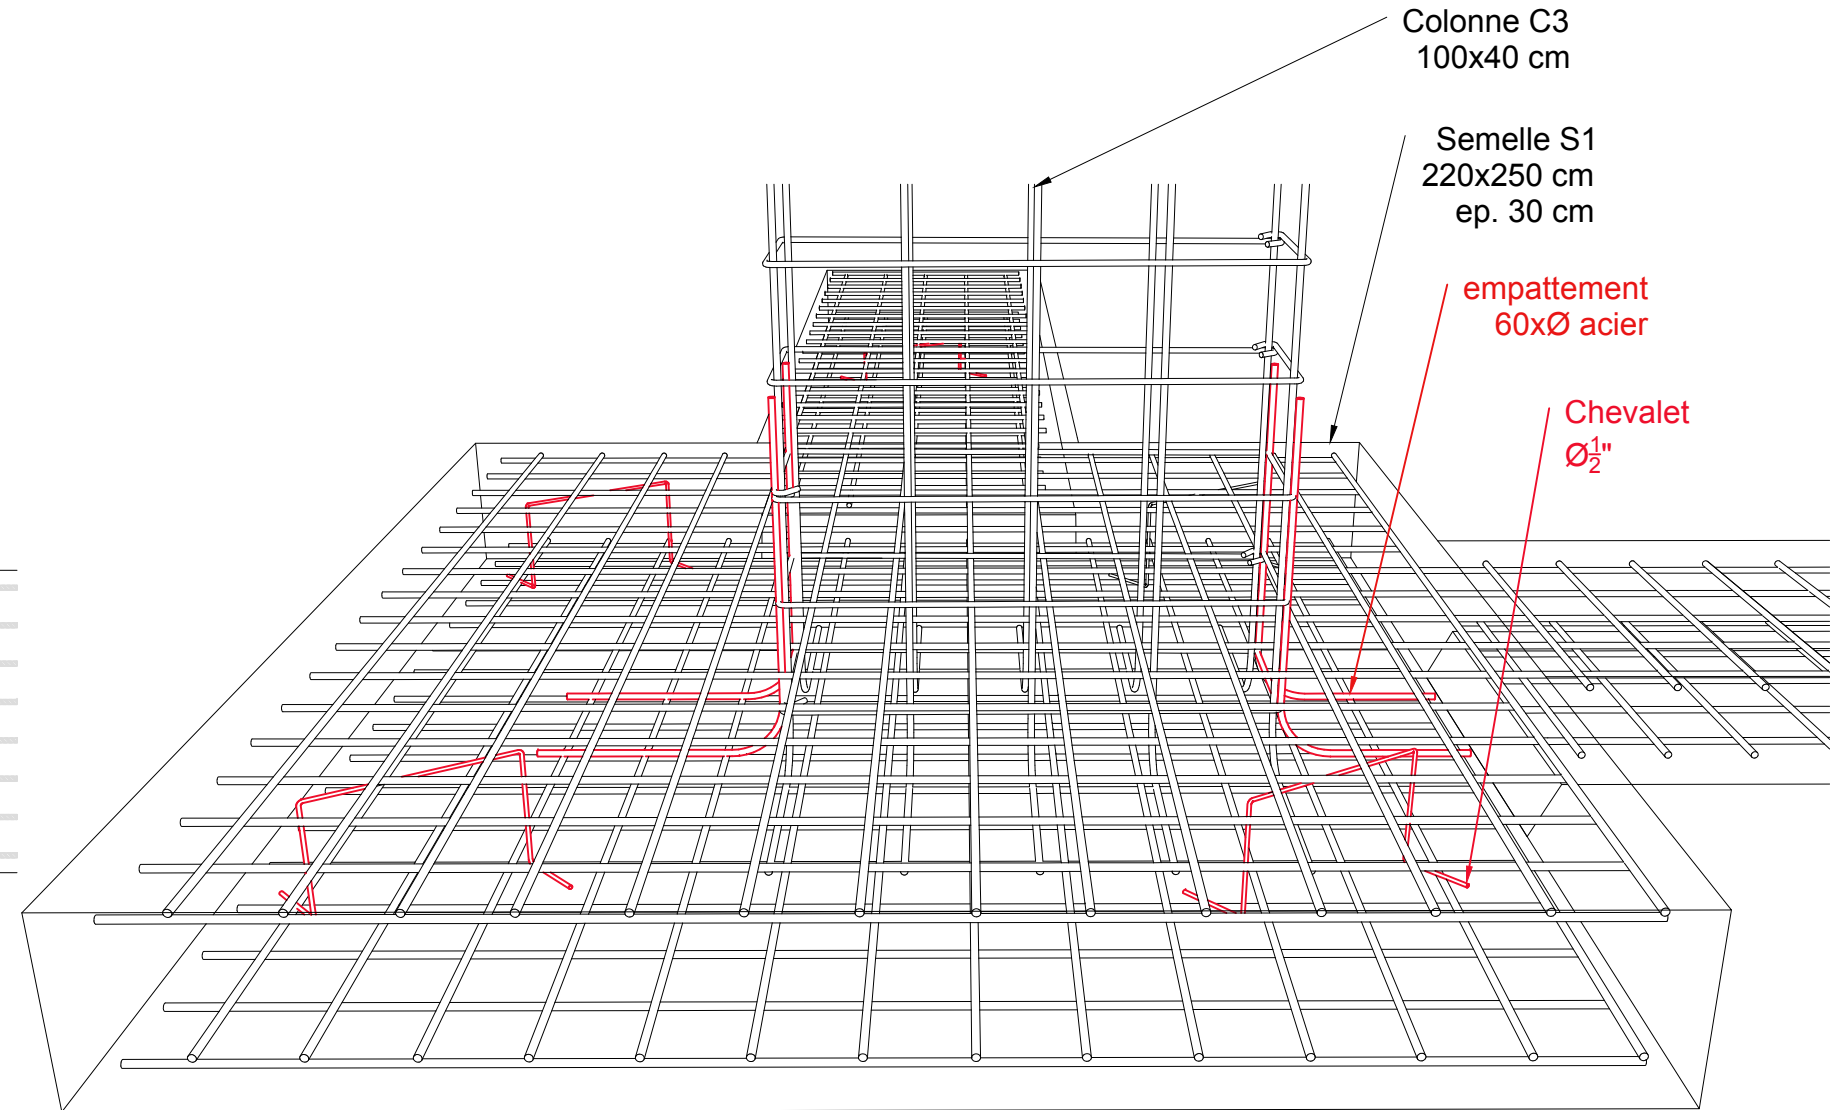 Colonne C3
100x40 cm
Semelle S1
220x250 cm
ep. 30 cm
empattement
60xØ acier
Chevalet
Ø½"